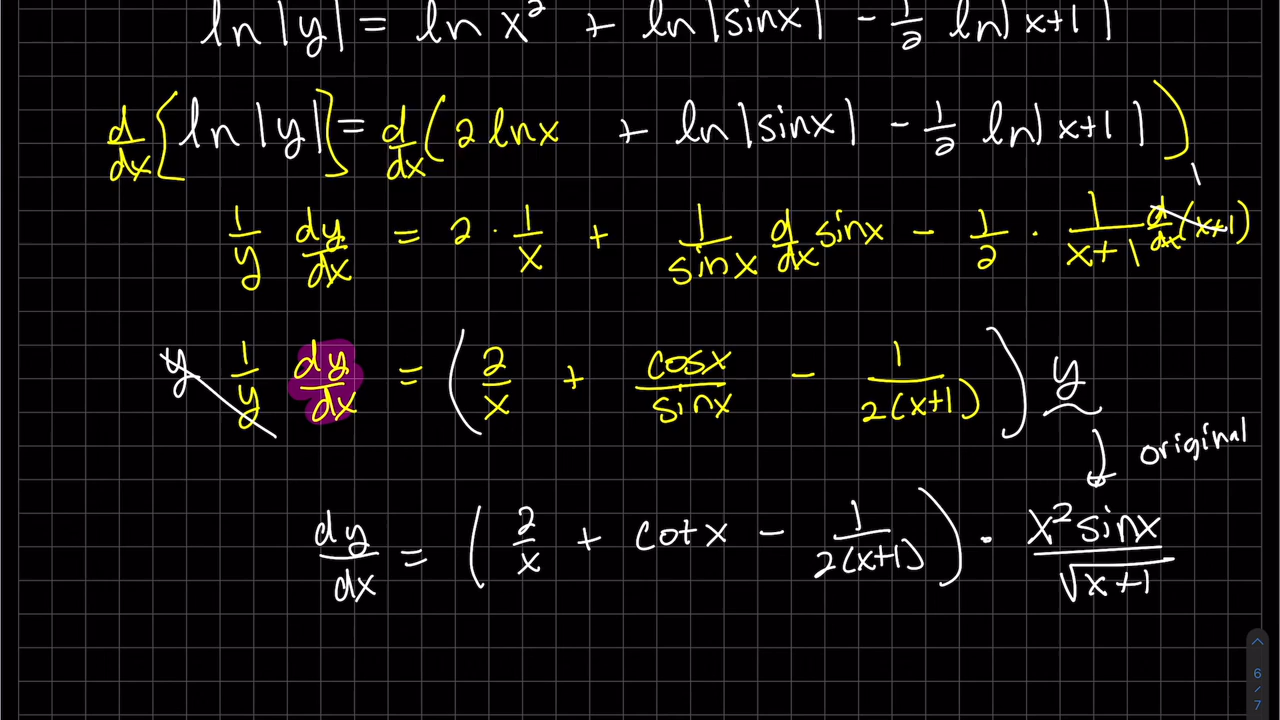 ln |y| = ln x² + ln|sinx| - 1/2 ln|x+1|
d/dx [ln |y|] = d/dx (2 lnx + ln|sinx| - 1/2 ln|x+1|)
1/y dy/dx = 2 · 1/x + 1/sinx d/dx sinx - 1/2 · 1/(x+1) d/dx (x+1) 1
y 1/y dy/dx = (2/x + cosx/sinx - 1/2(x+1)) y
original
dy/dx = (2/x + cotx - 1/2(x+1)) · x² sinx/√x+1
6 / 7